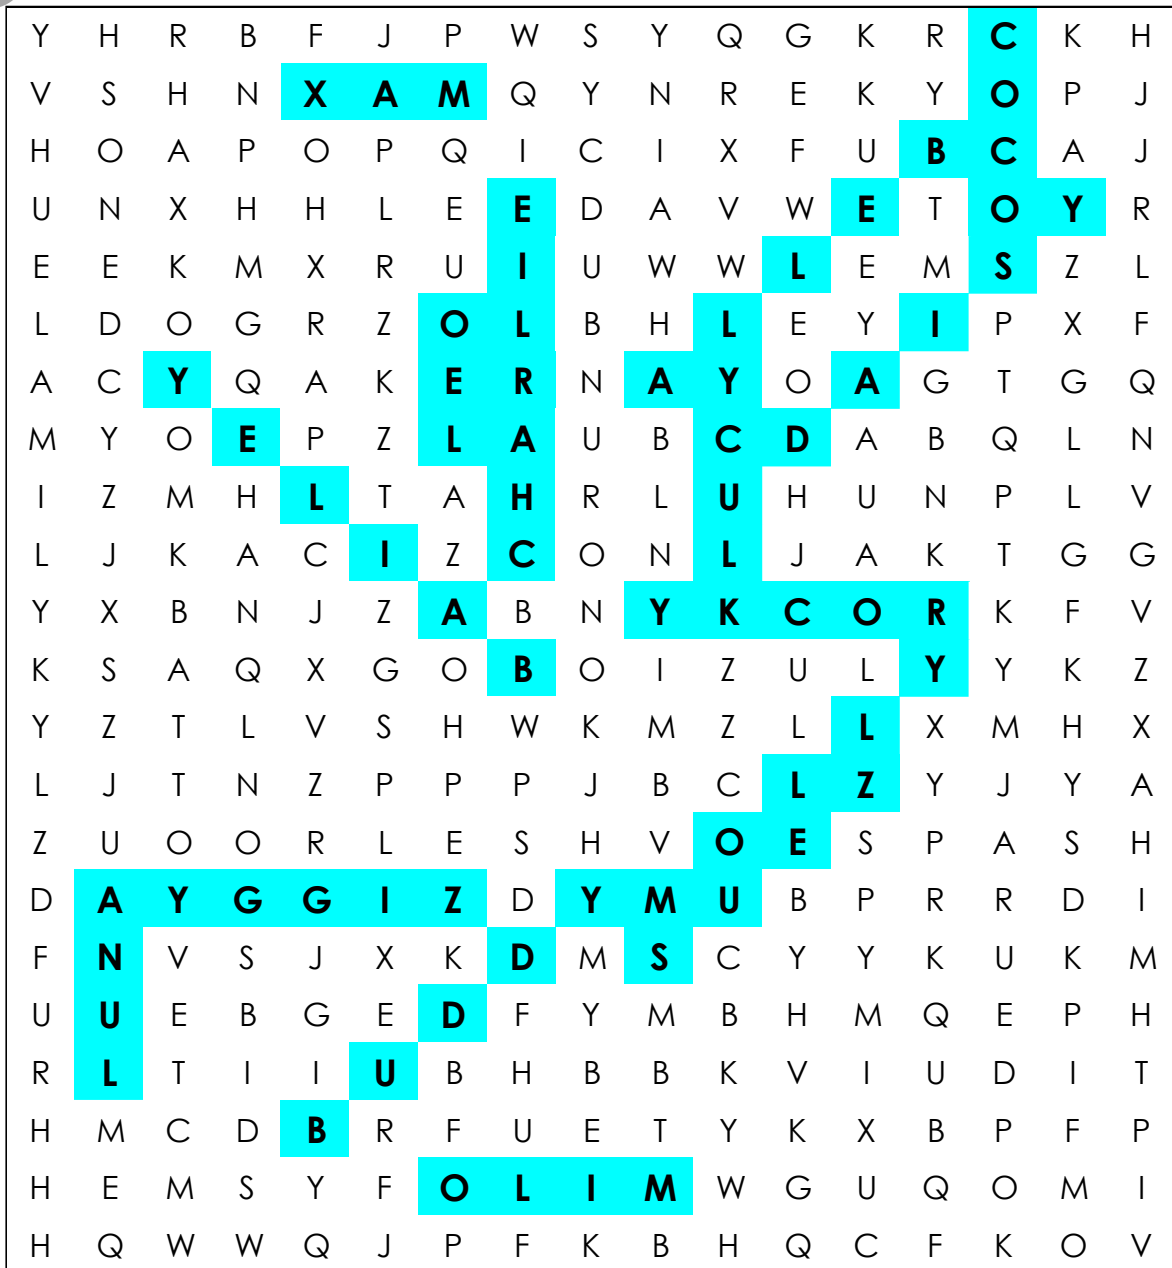 Y H R B F J P W S Y Q G K R C K H
V S H N X A M Q Y N R E K Y O P J
H O A P O P Q I C I X F U B C A J
U N X H H L E E D A V W E T O Y R
E E K M X R U I U W W L E M S Z L
L D O G R Z O L B H L E Y I P X F
A C Y Q A K E R N A Y O A G T G Q
M Y O E P Z L A U B C D A B Q L N
I Z M H L T A H R L U H U N P L V
L J K A C I Z C O N L J A K T G G
Y X B N J Z A B N Y K C O R K F V
K S A Q X G O B O I Z U L Y Y K Z
Y Z T L V S H W K M Z L L X M H X
L J T N Z P P P J B C L Z Y J Y A
Z U O O R L E S H V O E S P A S H
D A Y G G I Z D Y M U B P R R D I
F N V S J X K D M S C Y Y K U K M
U U E B G E D F Y M B H M Q E P H
R L T I I U B H B B K V I U D I T
H M C D B R F U E T Y K X B P F P
H E M S Y F O L I M W G U Q O M I
H Q W W Q J P F K B H Q C F K O V